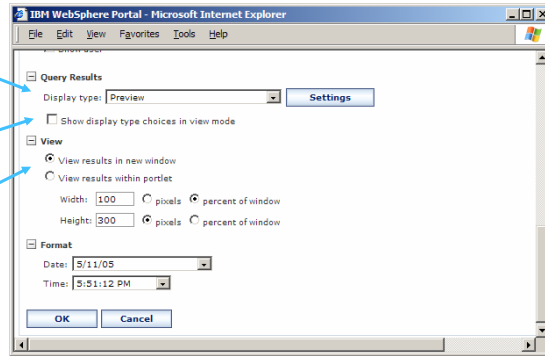 IBM WebSphere Portal - Microsoft Internet Explorer
File Edit View Favorites Tools Help
Show user
Query Results
Display type: Preview Settings
Show display type choices in view mode
View
View results in new window
View results within portlet
Width: 100 pixels percent of window
Height: 300 pixels percent of window
Format
Date: 5/11/05
Time: 5:51:12 PM
OK Cancel